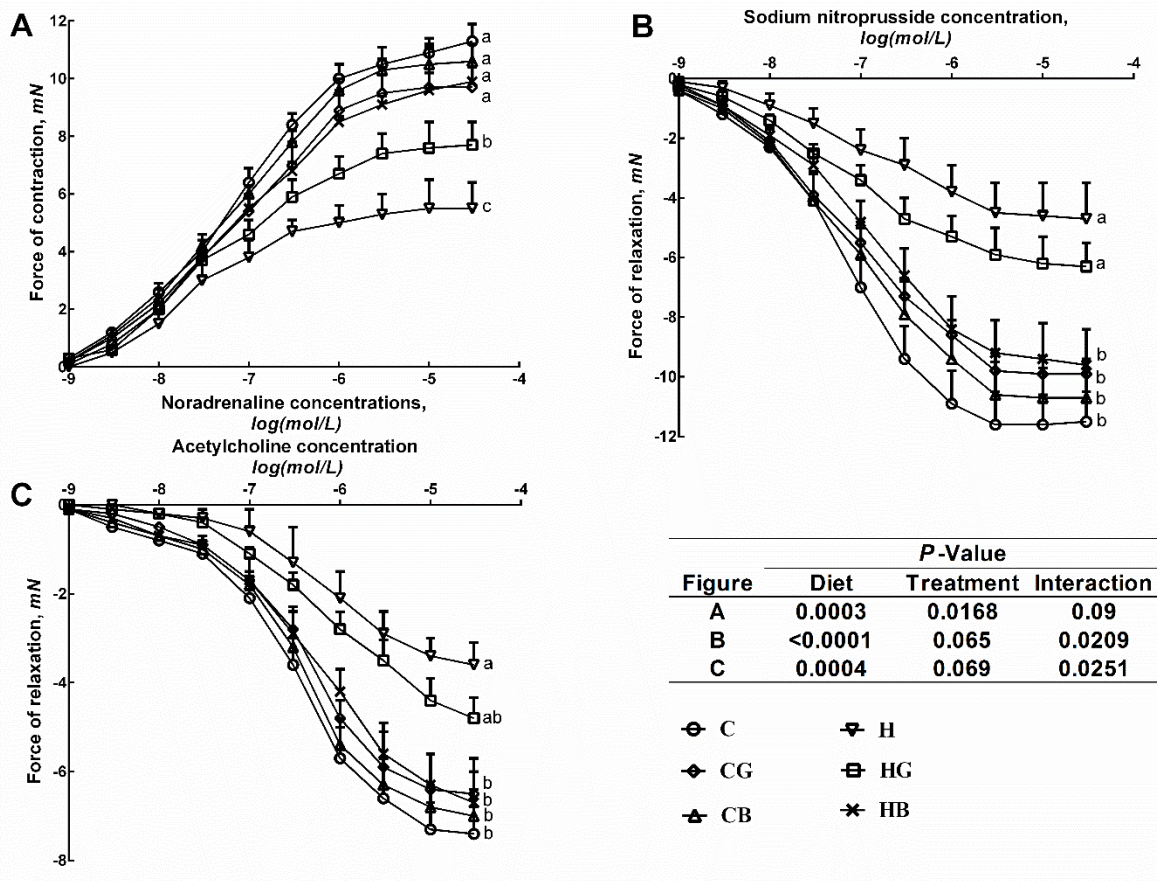 A
12
10
8
6
4
2
0
Force of contraction, mN
-9 -8 -7 -6 -5 -4
Noradrenaline concentrations,
log(mol/L)
a
a
a
a
b
c
B
Sodium nitroprusside concentration,
log(mol/L)
-9 -8 -7 -6 -5 -4
0
-2
-4
-6
-8
-10
-12
Force of relaxation, mN
a
a
b
b
b
b
C
Acetylcholine concentration
log(mol/L)
-9 -8 -7 -6 -5 -4
0
-2
-4
-6
-8
Force of relaxation, mN
a
ab
b
b
b
b
P-Value
Figure Diet Treatment Interaction
A 0.0003 0.0168 0.09
B <0.0001 0.065 0.0209
C 0.0004 0.069 0.0251
C H
CG HG
CB HB